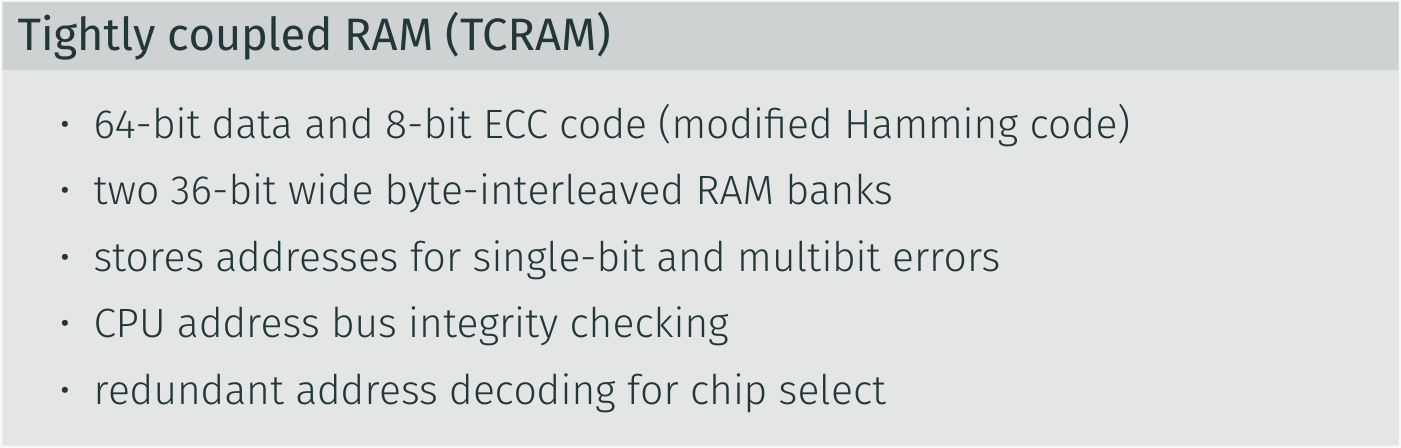 Tightly coupled RAM (TCRAM)
· 64-bit data and 8-bit ECC code (modified Hamming code)
· two 36-bit wide byte-interleaved RAM banks
· stores addresses for single-bit and multibit errors
· CPU address bus integrity checking
· redundant address decoding for chip select